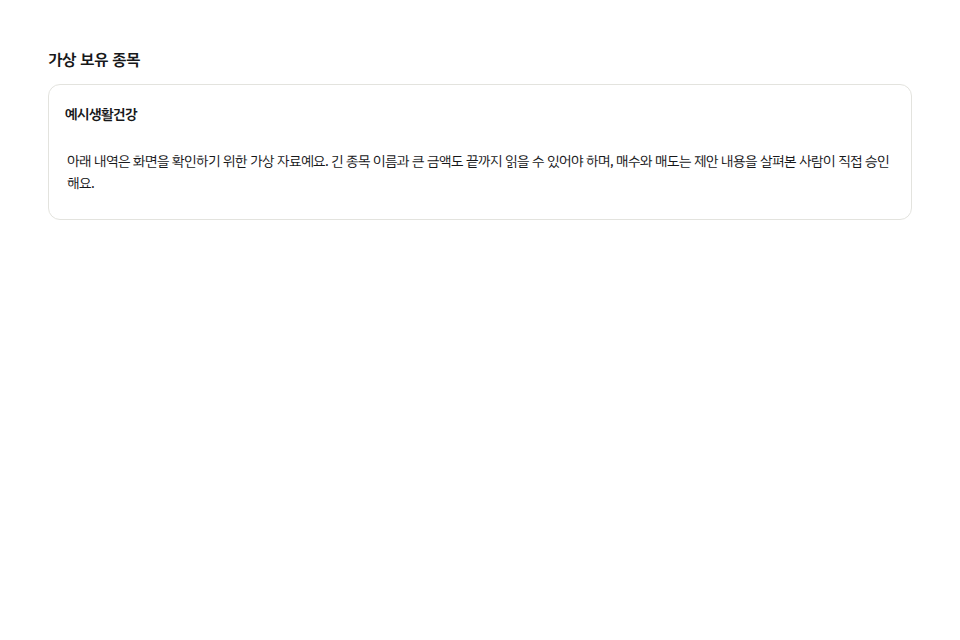 가상 보유 종목
예시생활건강
아래 내역은 화면을 확인하기 위한 가상 자료예요. 긴 종목 이름과 큰 금액도 끝까지 읽을 수 있어야 하며, 매수와 매도는 제안 내용을 살펴본 사람이 직접 승인
해요.